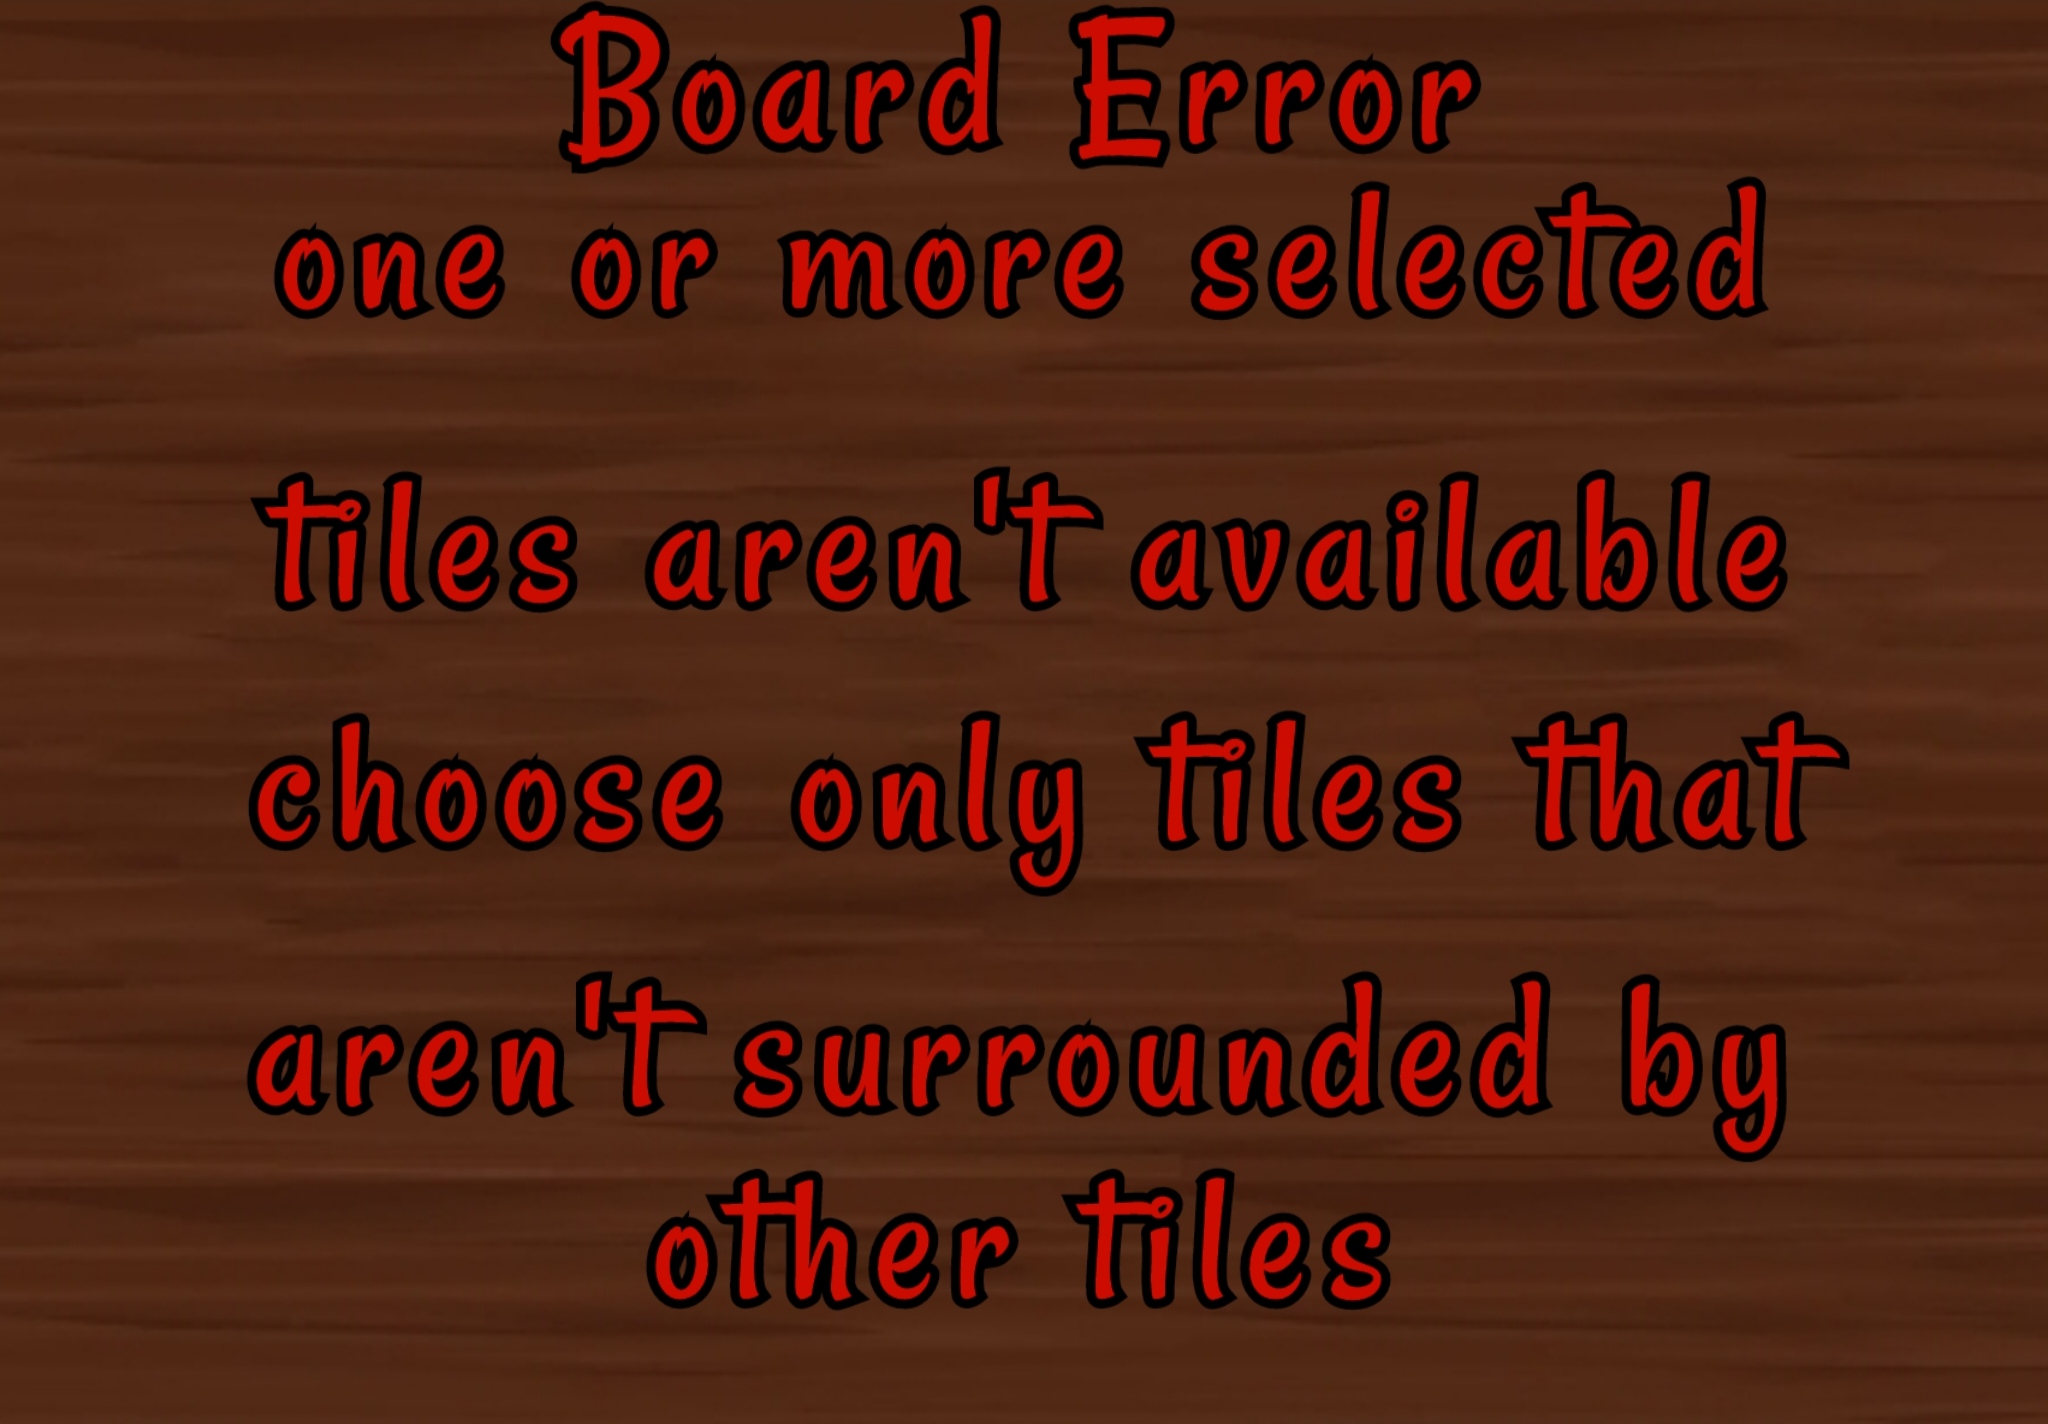 Board Error
one or more selected
tiles aren't available
choose only tiles that
aren't surrounded by
other tiles